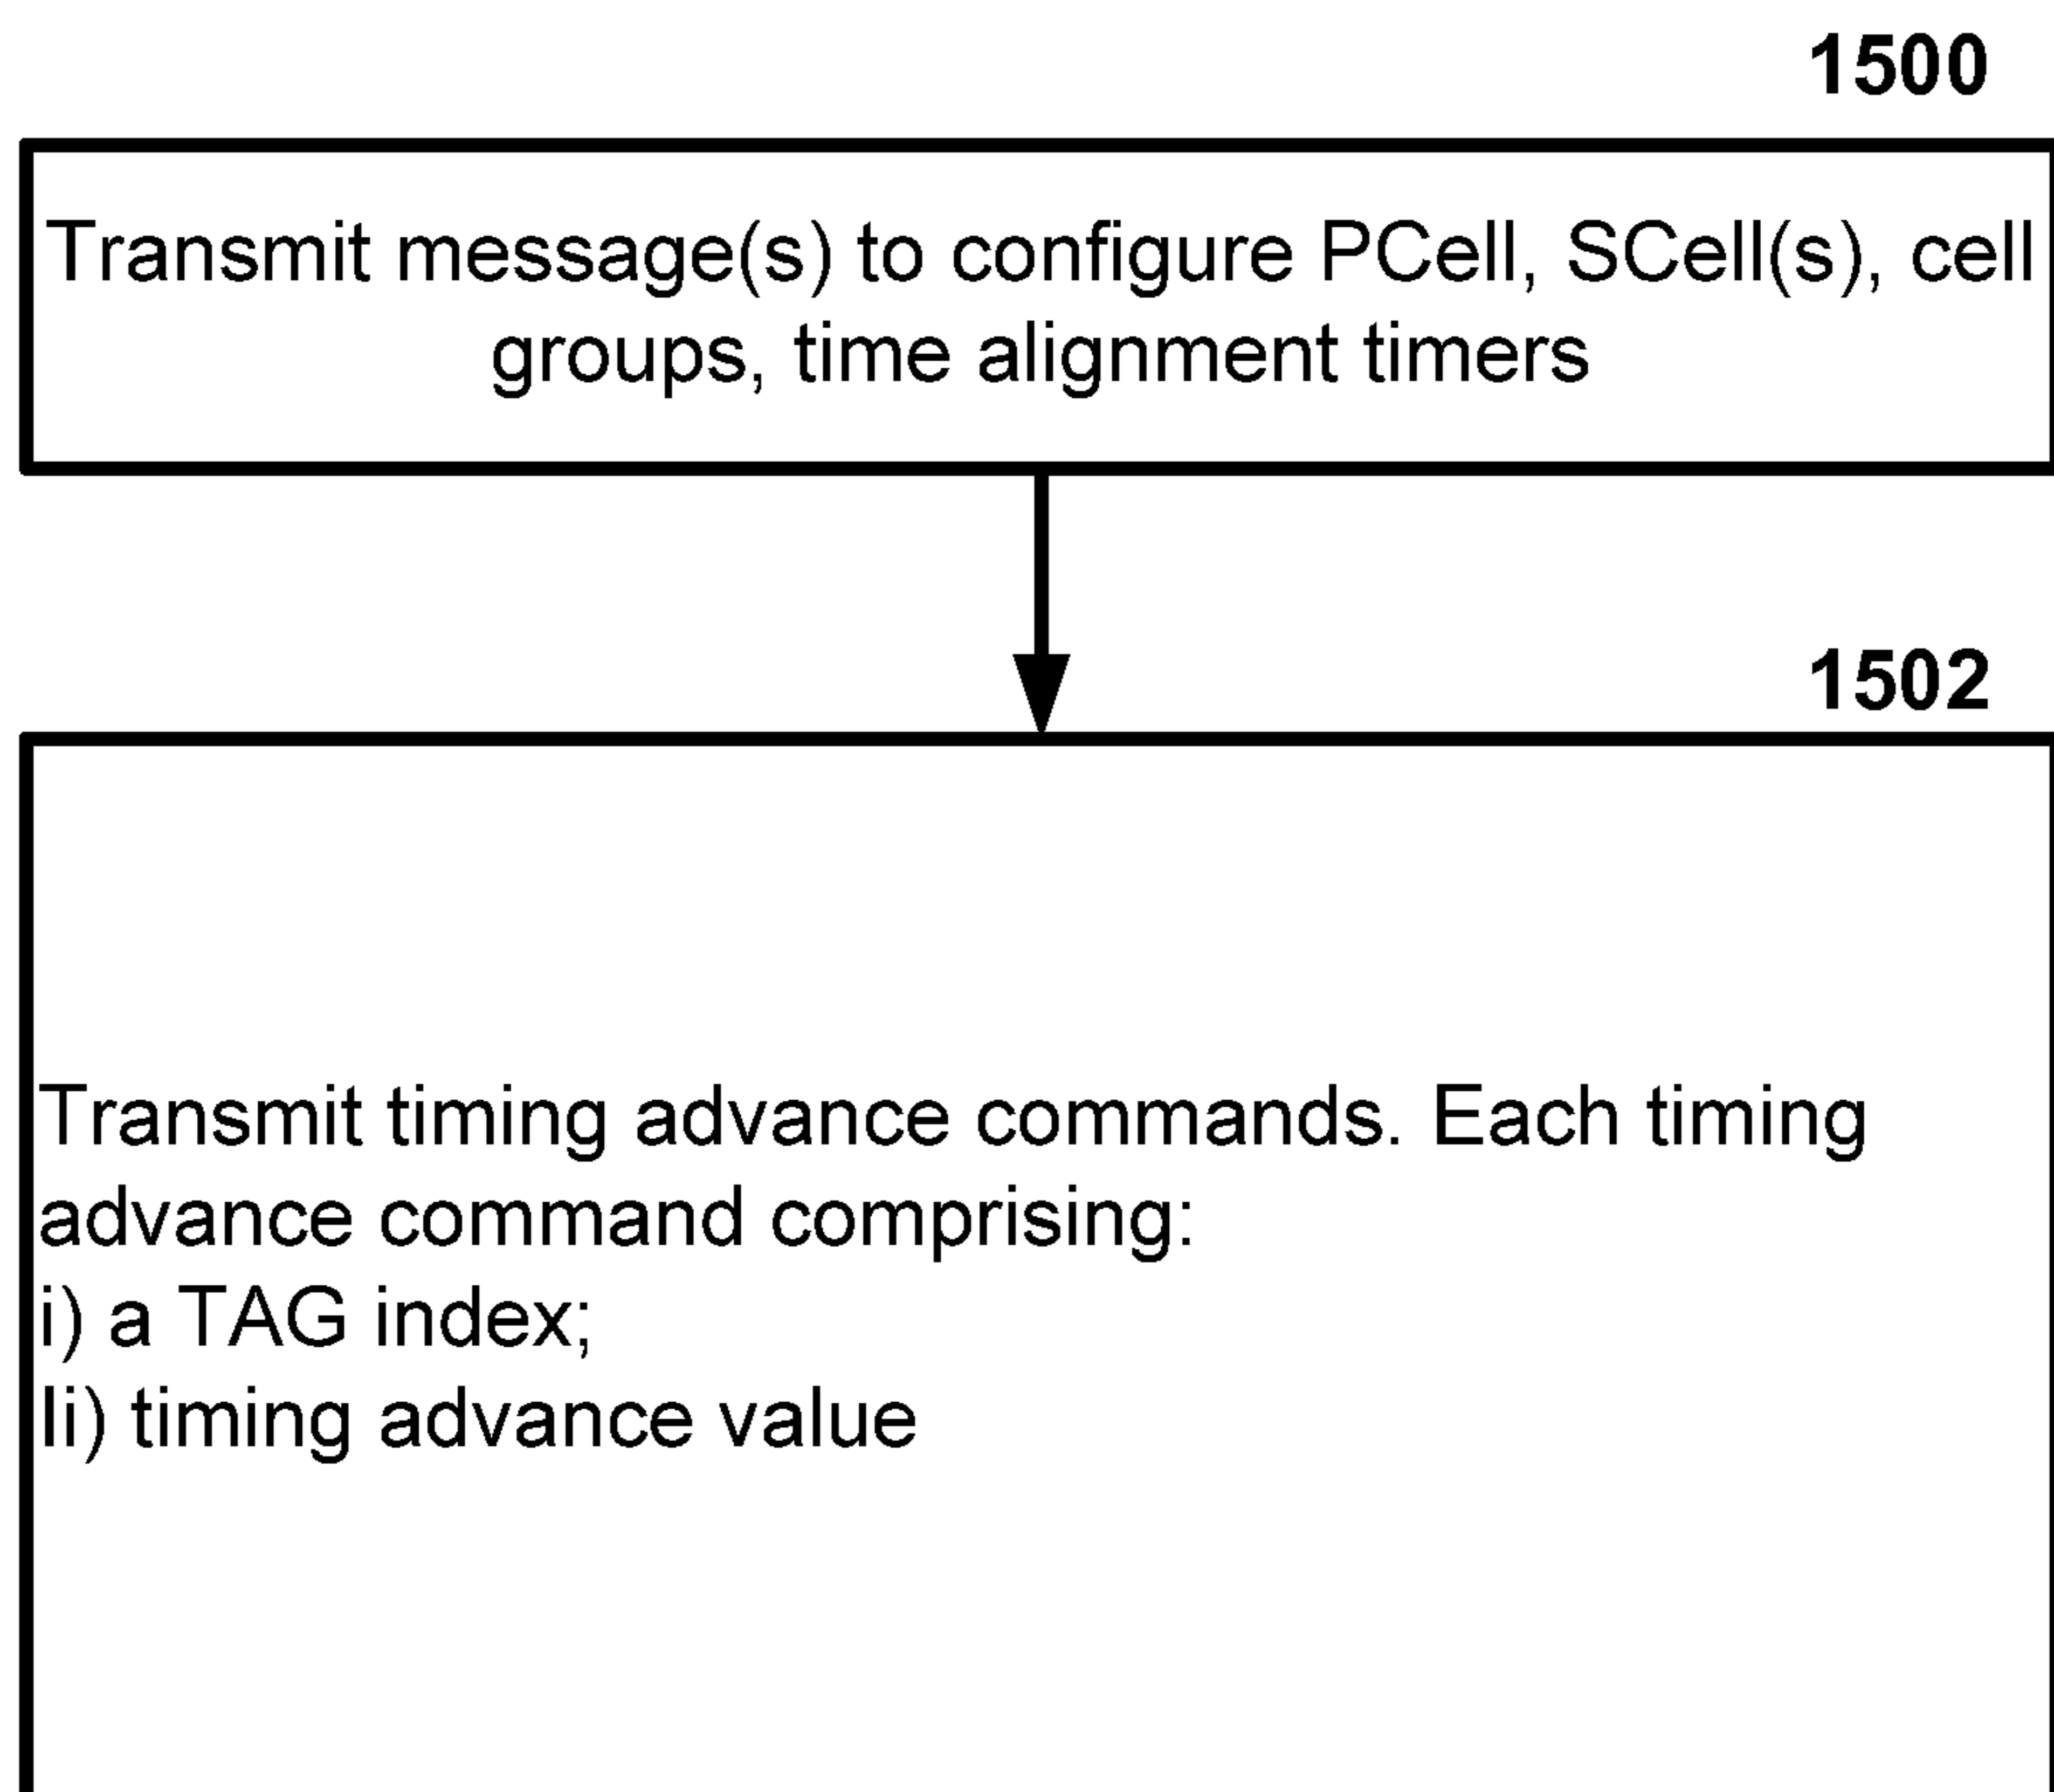 1500
Transmit message(s) to configure PCell, SCell(s), cell
groups, time alignment timers
1502
Transmit timing advance commands. Each timing
advance command comprising:
i) a TAG index;
Ii) timing advance value